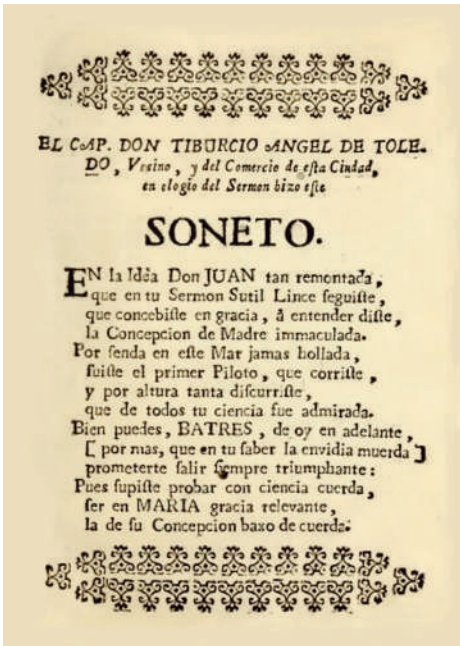 EL CAP. DON TIBURCIO ANGEL DE TOLE-
DO, Vesino, y del Comercio de eſta Ciudad,
en elogio del Sermon hizo eſte
SONETO.
EN la Idéa Don JUAN tan remontada,
que en tu Sermon Sutil Lince ſeguiſte,
que concebiſte en gracia, á entender diſte,
la Concepcion de Madre immaculada.
Por ſenda en eſte Mar jamas hollada,
fuiſte el primer Piloto, que corriſte,
y por altura tanta diſcurriſte,
que de todos tu ciencia fue admirada.
Bien puedes, BATRES, de oy en adelante,
[ por mas, que en tu ſaber la envidia muerda ]
prometerte ſalir ſiempre triumphante:
Pues ſupiſte probar con ciencia cuerda,
ſer en MARIA gracia relevante,
la de ſu Concepcion baxo de cuerda.